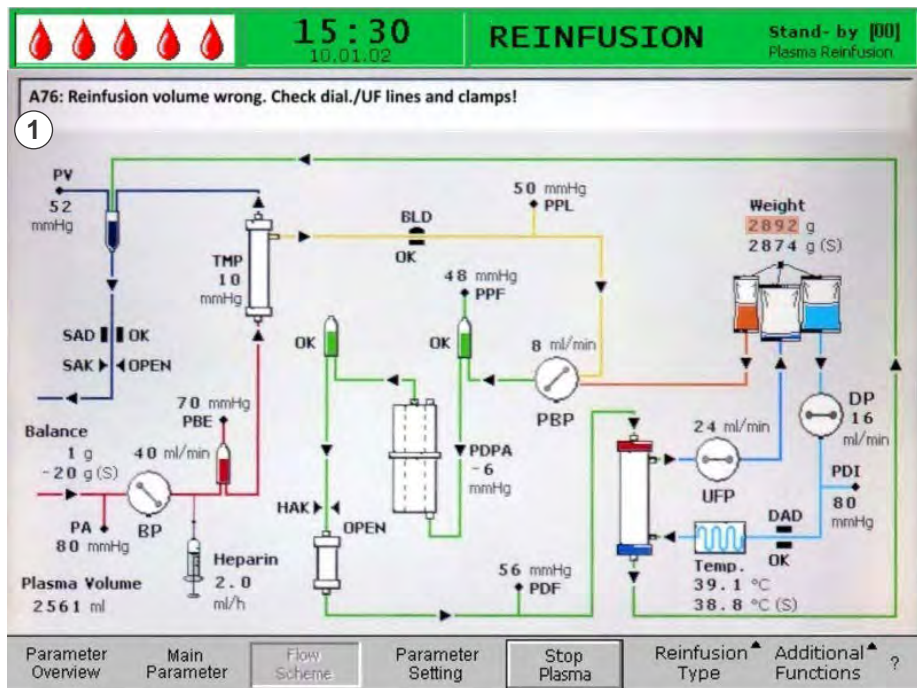 15:30
10.01.02
REINFUSION
Stand- by [00]
Plasma Reinfusion
A76: Reinfusion volume wrong. Check dial./UF lines and clamps!
1
PV
52
mmHg
TMP
10
mmHg
BLD
OK
50 mmHg
PPL
Weight
2892 g
2874 g (S)
48 mmHg
PPF
SAD OK
SAK OPEN
OK
OK
8 ml/min
PBP
70 mmHg
PBE
Balance
1 g
-20 g (S)
40 ml/min
BP
PA
80 mmHg
PDPA
-6
mmHg
24 ml/min
UFP
DP
16
ml/min
PDI
80
mmHg
HAK
OPEN
DAD
OK
Heparin
2.0
ml/h
56 mmHg
PDF
Temp.
39.1 °C
38.8 °C (S)
Plasma Volume
2561 ml
Parameter
Overview
Main
Parameter
Flow
Scheme
Parameter
Setting
Stop
Plasma
Reinfusion
Type
Additional
Functions
?